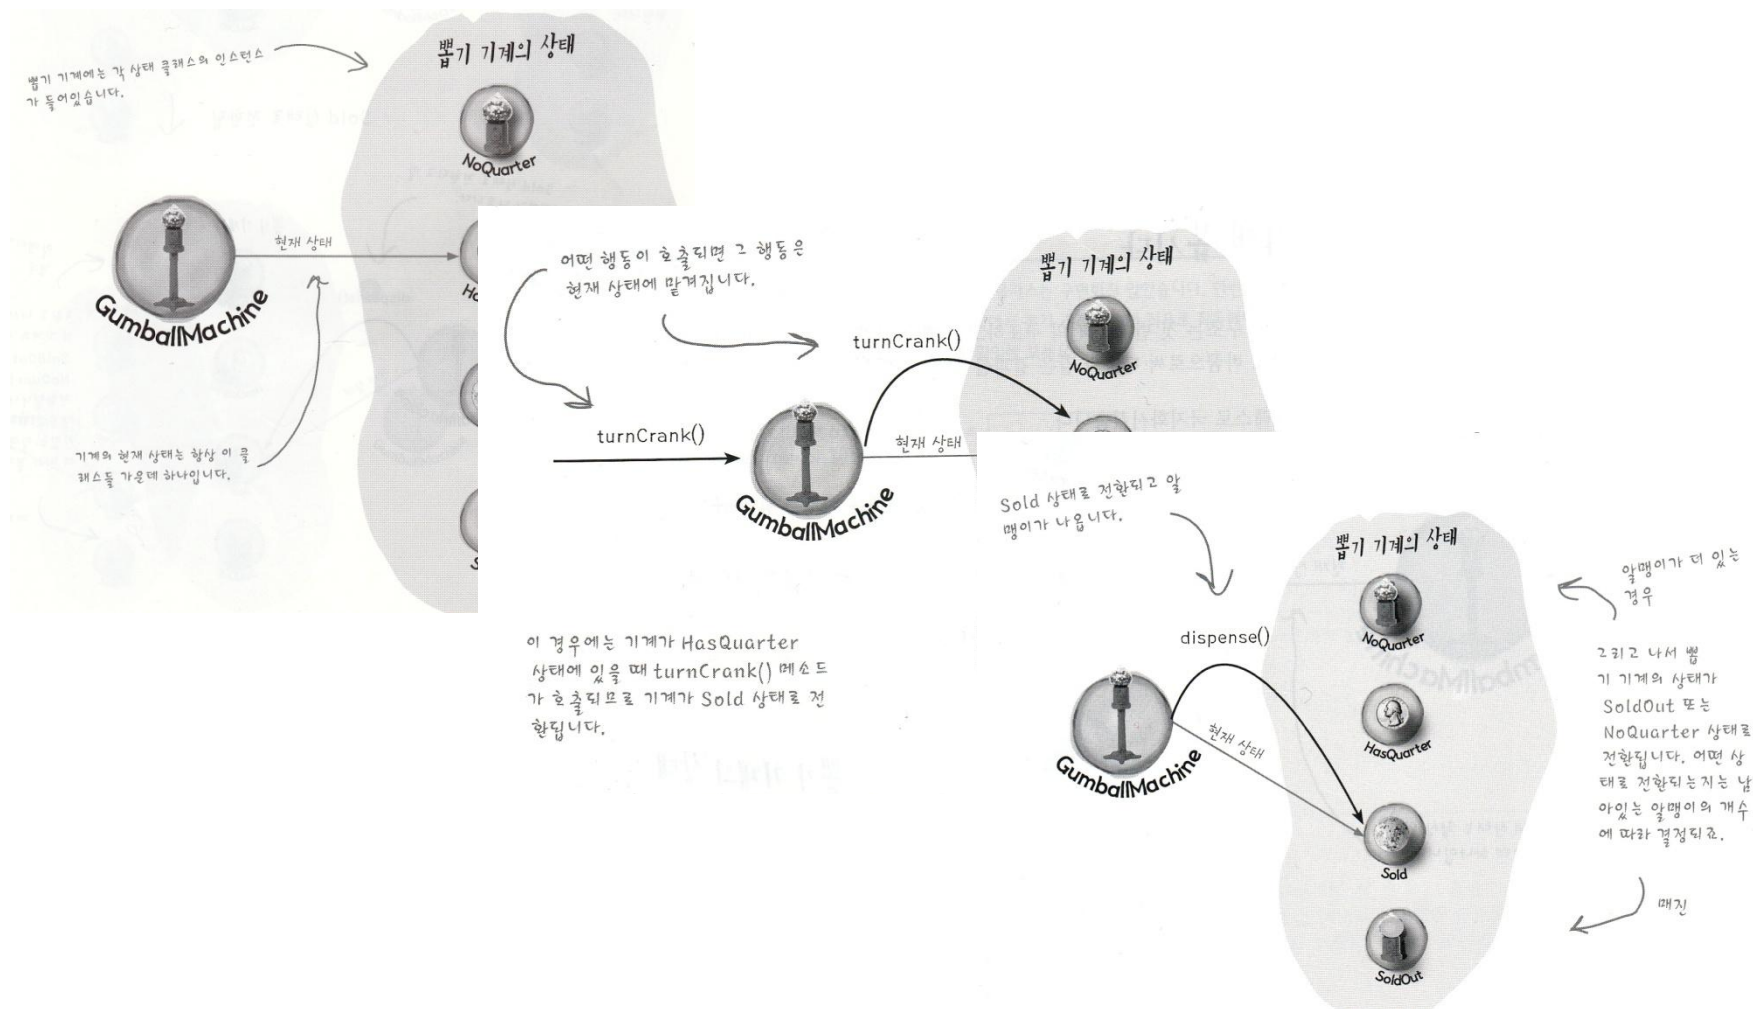 뽑기 기계의 상태
뽑기 기계에는 각 상태 클래스의 인스턴스
가 들어있습니다.
NoQuarter
현재 상태
GumballMachine
기계의 현재 상태는 항상 이 클
래스들 가운데 하나입니다.
어떤 행동이 호출되면 그 행동은
현재 상태에 맡겨집니다.
뽑기 기계의 상태
turnCrank()
NoQuarter
turnCrank()
현재 상태
GumballMachine
이 경우에는 기계가 HasQuarter
상태에 있을 때 turnCrank() 메소드
가 호출되므로 기계가 Sold 상태로 전
환됩니다.
Sold 상태로 전환되고 알
맹이가 나옵니다.
뽑기 기계의 상태
알맹이가 더 있는
경우
NoQuarter
dispense()
현재 상태
GumballMachine
HasQuarter
Sold
SoldOut
그리고 나서 뽑
기 기계의 상태가
SoldOut 또는
NoQuarter 상태로
전환됩니다. 어떤 상
태로 전환되는지는 남
아있는 알맹이의 개수
에 따라 결정되죠.
매진